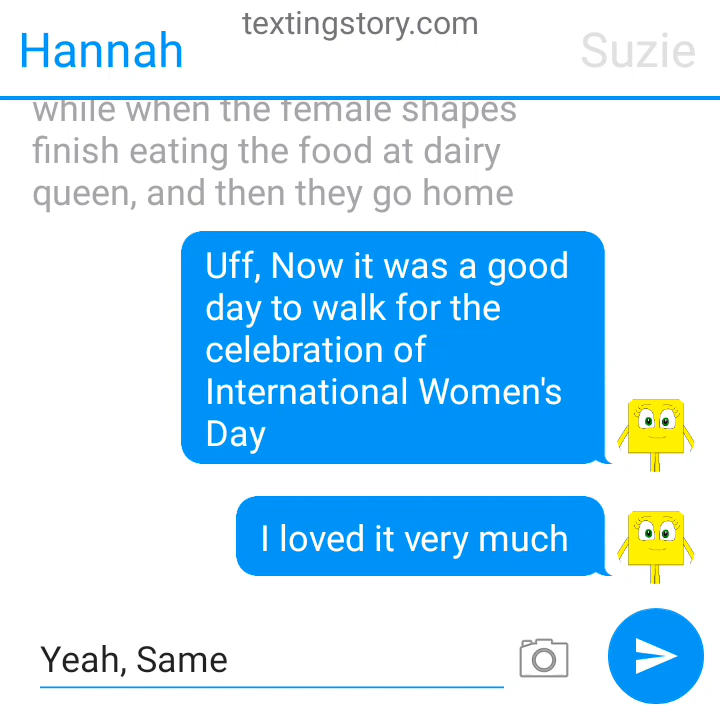 textingstory.com
Hannah
Suzie
while when the female shapes
finish eating the food at dairy
queen, and then they go home
Uff, Now it was a good
day to walk for the
celebration of
International Women's
Day
I loved it very much
Yeah, Same